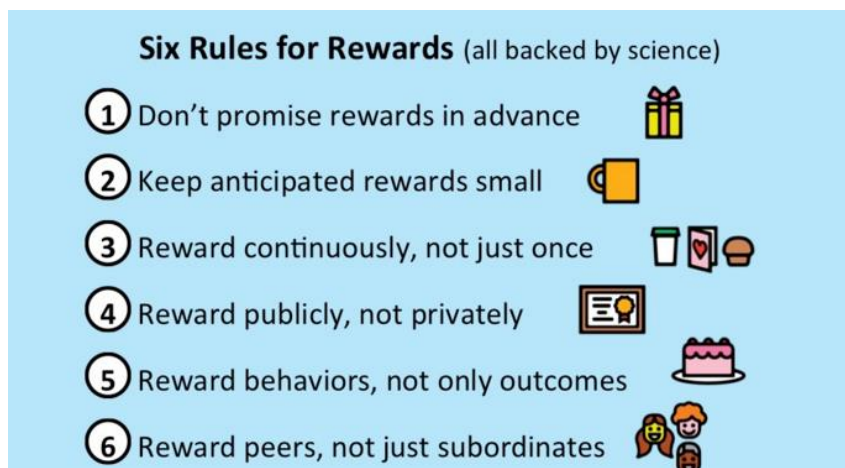 Six Rules for Rewards (all backed by science)
1 Don’t promise rewards in advance
2 Keep anticipated rewards small
3 Reward continuously, not just once
4 Reward publicly, not privately
5 Reward behaviors, not only outcomes
6 Reward peers, not just subordinates